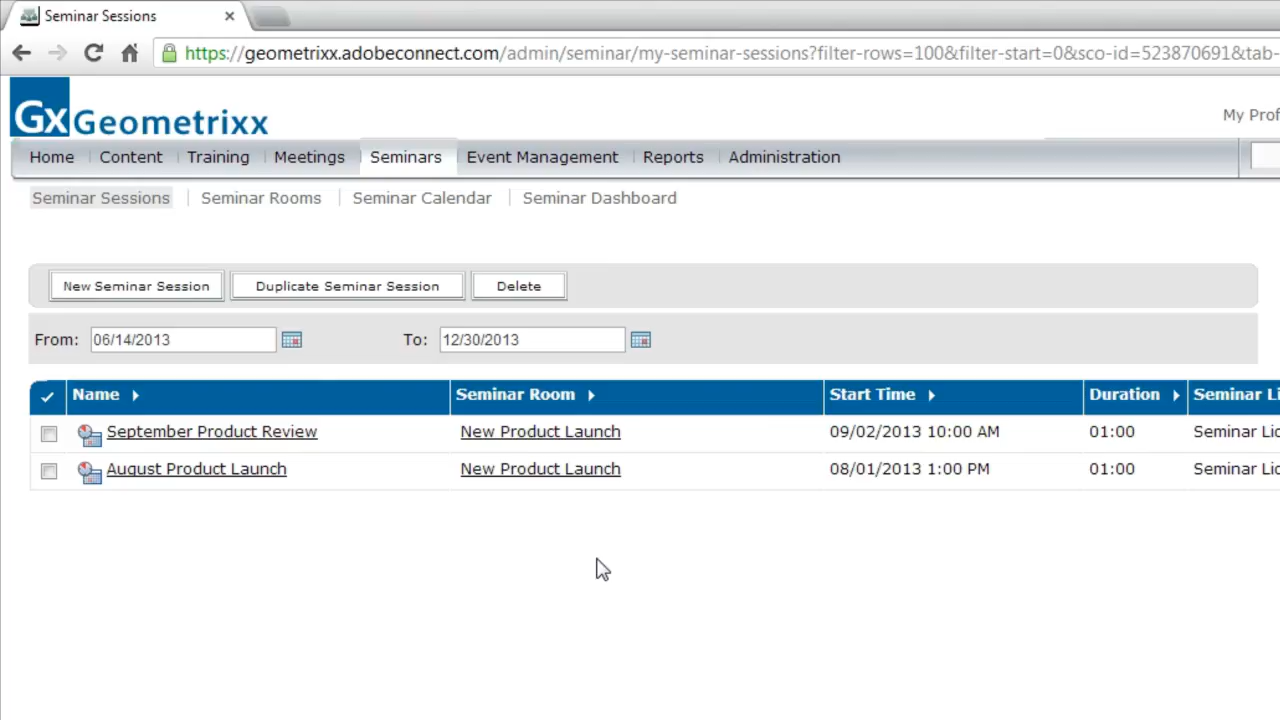 Seminar Sessions
https://geometrixx.adobeconnect.com/admin/seminar/my-seminar-sessions?filter-rows=100&filter-start=0&sco-id=523870691&tab-
Gx Geometrixx
My Prof
Home Content Training Meetings Seminars Event Management Reports Administration
Seminar Sessions Seminar Rooms Seminar Calendar Seminar Dashboard
New Seminar Session Duplicate Seminar Session Delete
From: 06/14/2013 To: 12/30/2013
Name Seminar Room Start Time Duration Seminar Li
September Product Review New Product Launch 09/02/2013 10:00 AM 01:00 Seminar Lic
August Product Launch New Product Launch 08/01/2013 1:00 PM 01:00 Seminar Lic